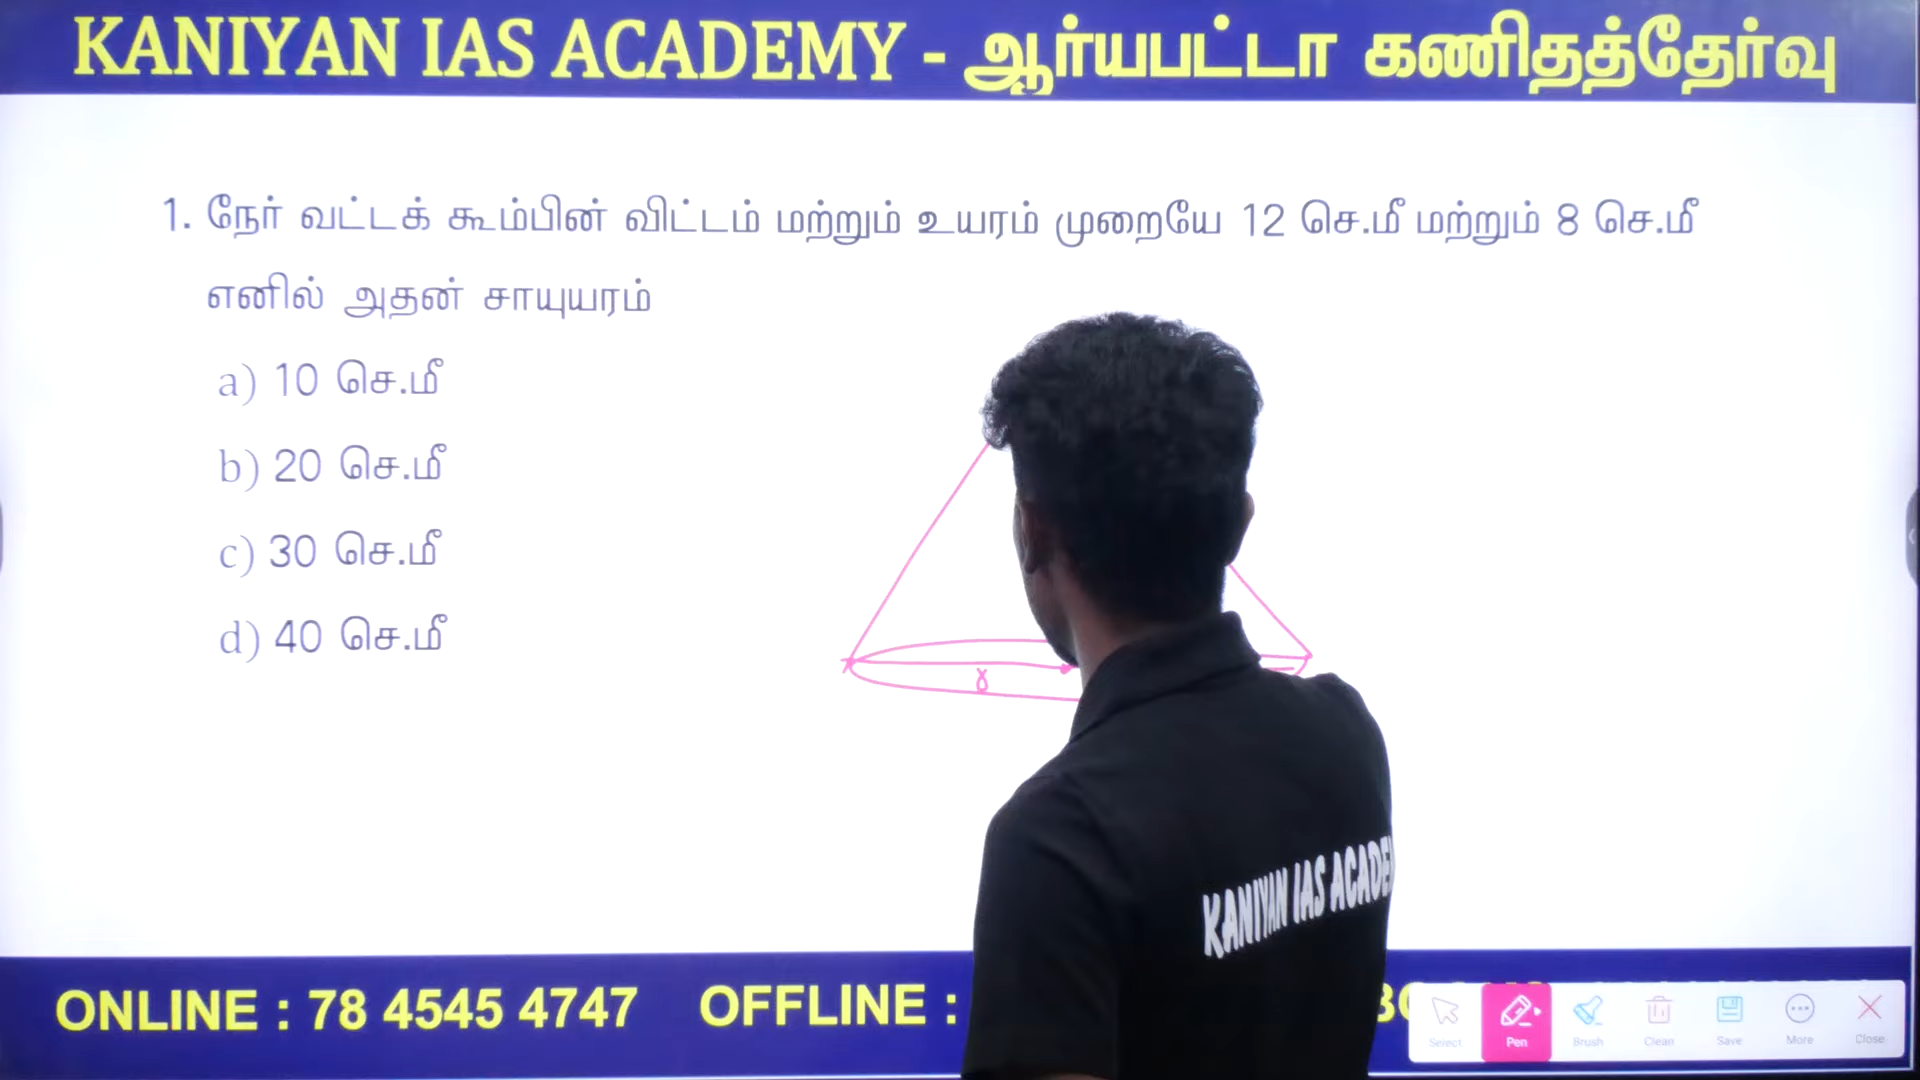 KANIYAN IAS ACADEMY - ஆர்யபட்டா கணிதத்தேர்வு
1. நேர் வட்டக் கூம்பின் விட்டம் மற்றும் உயரம் முறையே 12 செ.மீ மற்றும் 8 செ.மீ
எனில் அதன் சாயுயரம்
a) 10 செ.மீ
b) 20 செ.மீ
c) 30 செ.மீ
d) 40 செ.மீ
KANIYAN IAS
ONLINE : 78 4545 4747 OFFLINE :
Select Pen Brush Clean Save More Close